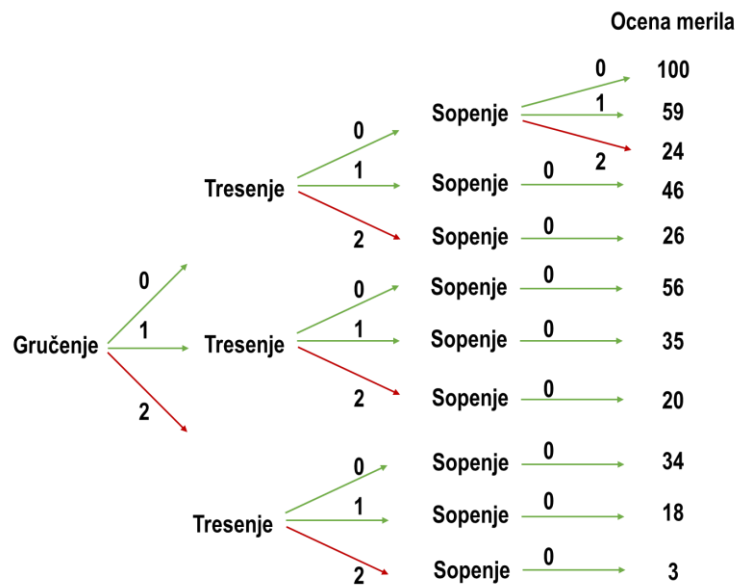 Ocena merila
0 100
Sopenje 1 59
0 24
2
Tresenje 1 Sopenje 0 46
2 Sopenje 0 26
0 0 Sopenje 0 56
Gručenje 1 Tresenje 1 Sopenje 0 35
2 2 Sopenje 0 20
0 Sopenje 0 34
Tresenje 1 Sopenje 0 18
2 Sopenje 0 3